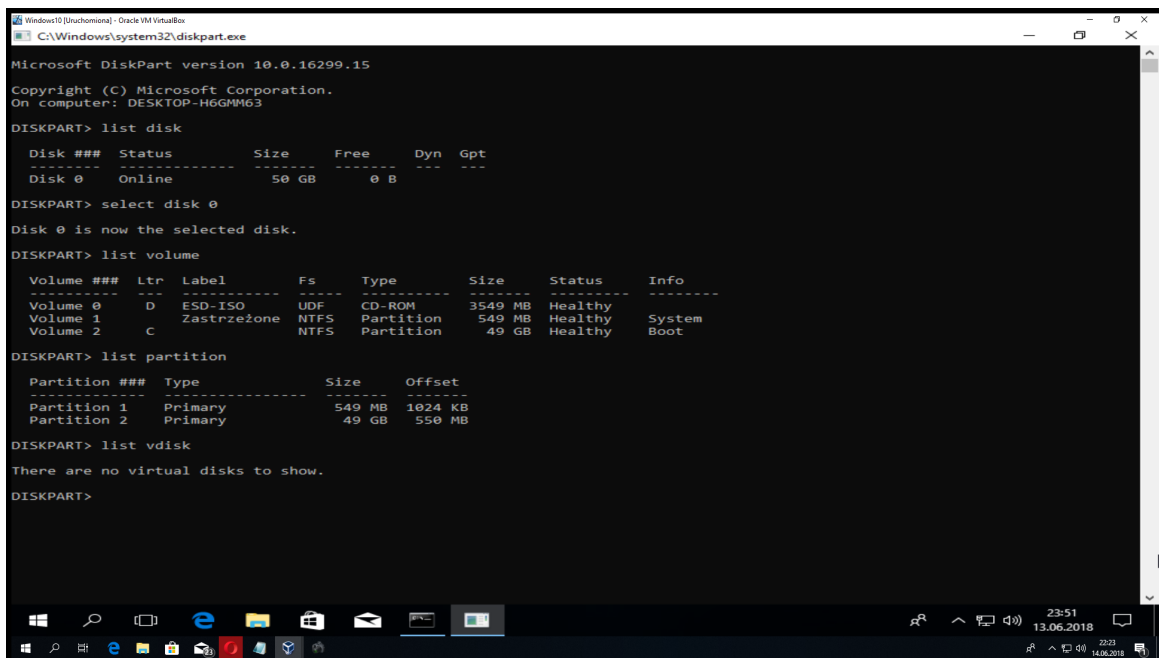 Windows10 [Uruchomiona] - Oracle VM VirtualBox
C:\Windows\system32\diskpart.exe
Microsoft DiskPart version 10.0.16299.15
Copyright (C) Microsoft Corporation.
On computer: DESKTOP-H6GMM63
DISKPART> list disk
Disk ### Status Size Free Dyn Gpt
-------- ------------- ------- ------- --- ---
Disk 0 Online 50 GB 0 B
DISKPART> select disk 0
Disk 0 is now the selected disk.
DISKPART> list volume
Volume ### Ltr Label Fs Type Size Status Info
---------- --- ----------- ----- ---------- ------- --------- --------
Volume 0 D ESD-ISO UDF CD-ROM 3549 MB Healthy
Volume 1 Zastrzeżone NTFS Partition 549 MB Healthy System
Volume 2 C NTFS Partition 49 GB Healthy Boot
DISKPART> list partition
Partition ### Type Size Offset
------------- ---------------- ------- -------
Partition 1 Primary 549 MB 1024 KB
Partition 2 Primary 49 GB 550 MB
DISKPART> list vdisk
There are no virtual disks to show.
DISKPART>
23:51
13.06.2018
22:23
14.06.2018